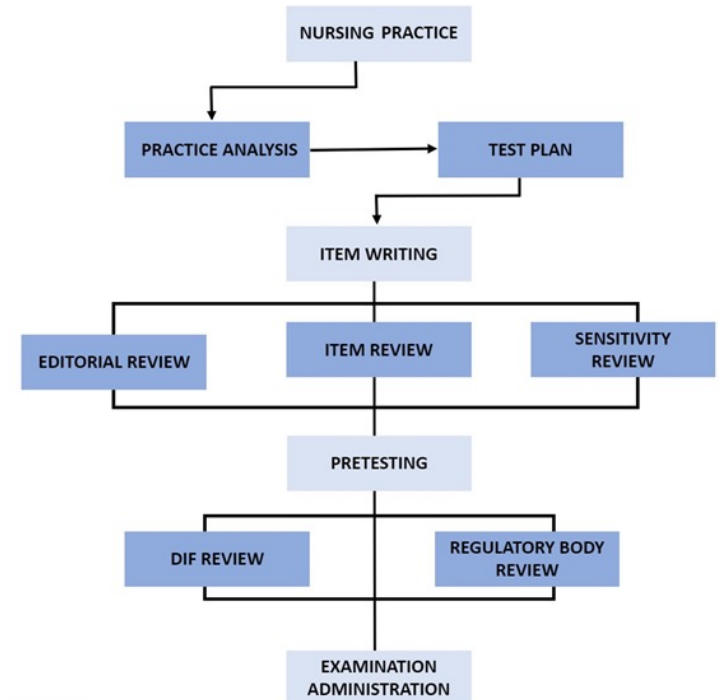 NURSING PRACTICE
PRACTICE ANALYSIS
TEST PLAN
ITEM WRITING
EDITORIAL REVIEW
ITEM REVIEW
SENSITIVITY
REVIEW
PRETESTING
DIF REVIEW
REGULATORY BODY
REVIEW
EXAMINATION
ADMINISTRATION